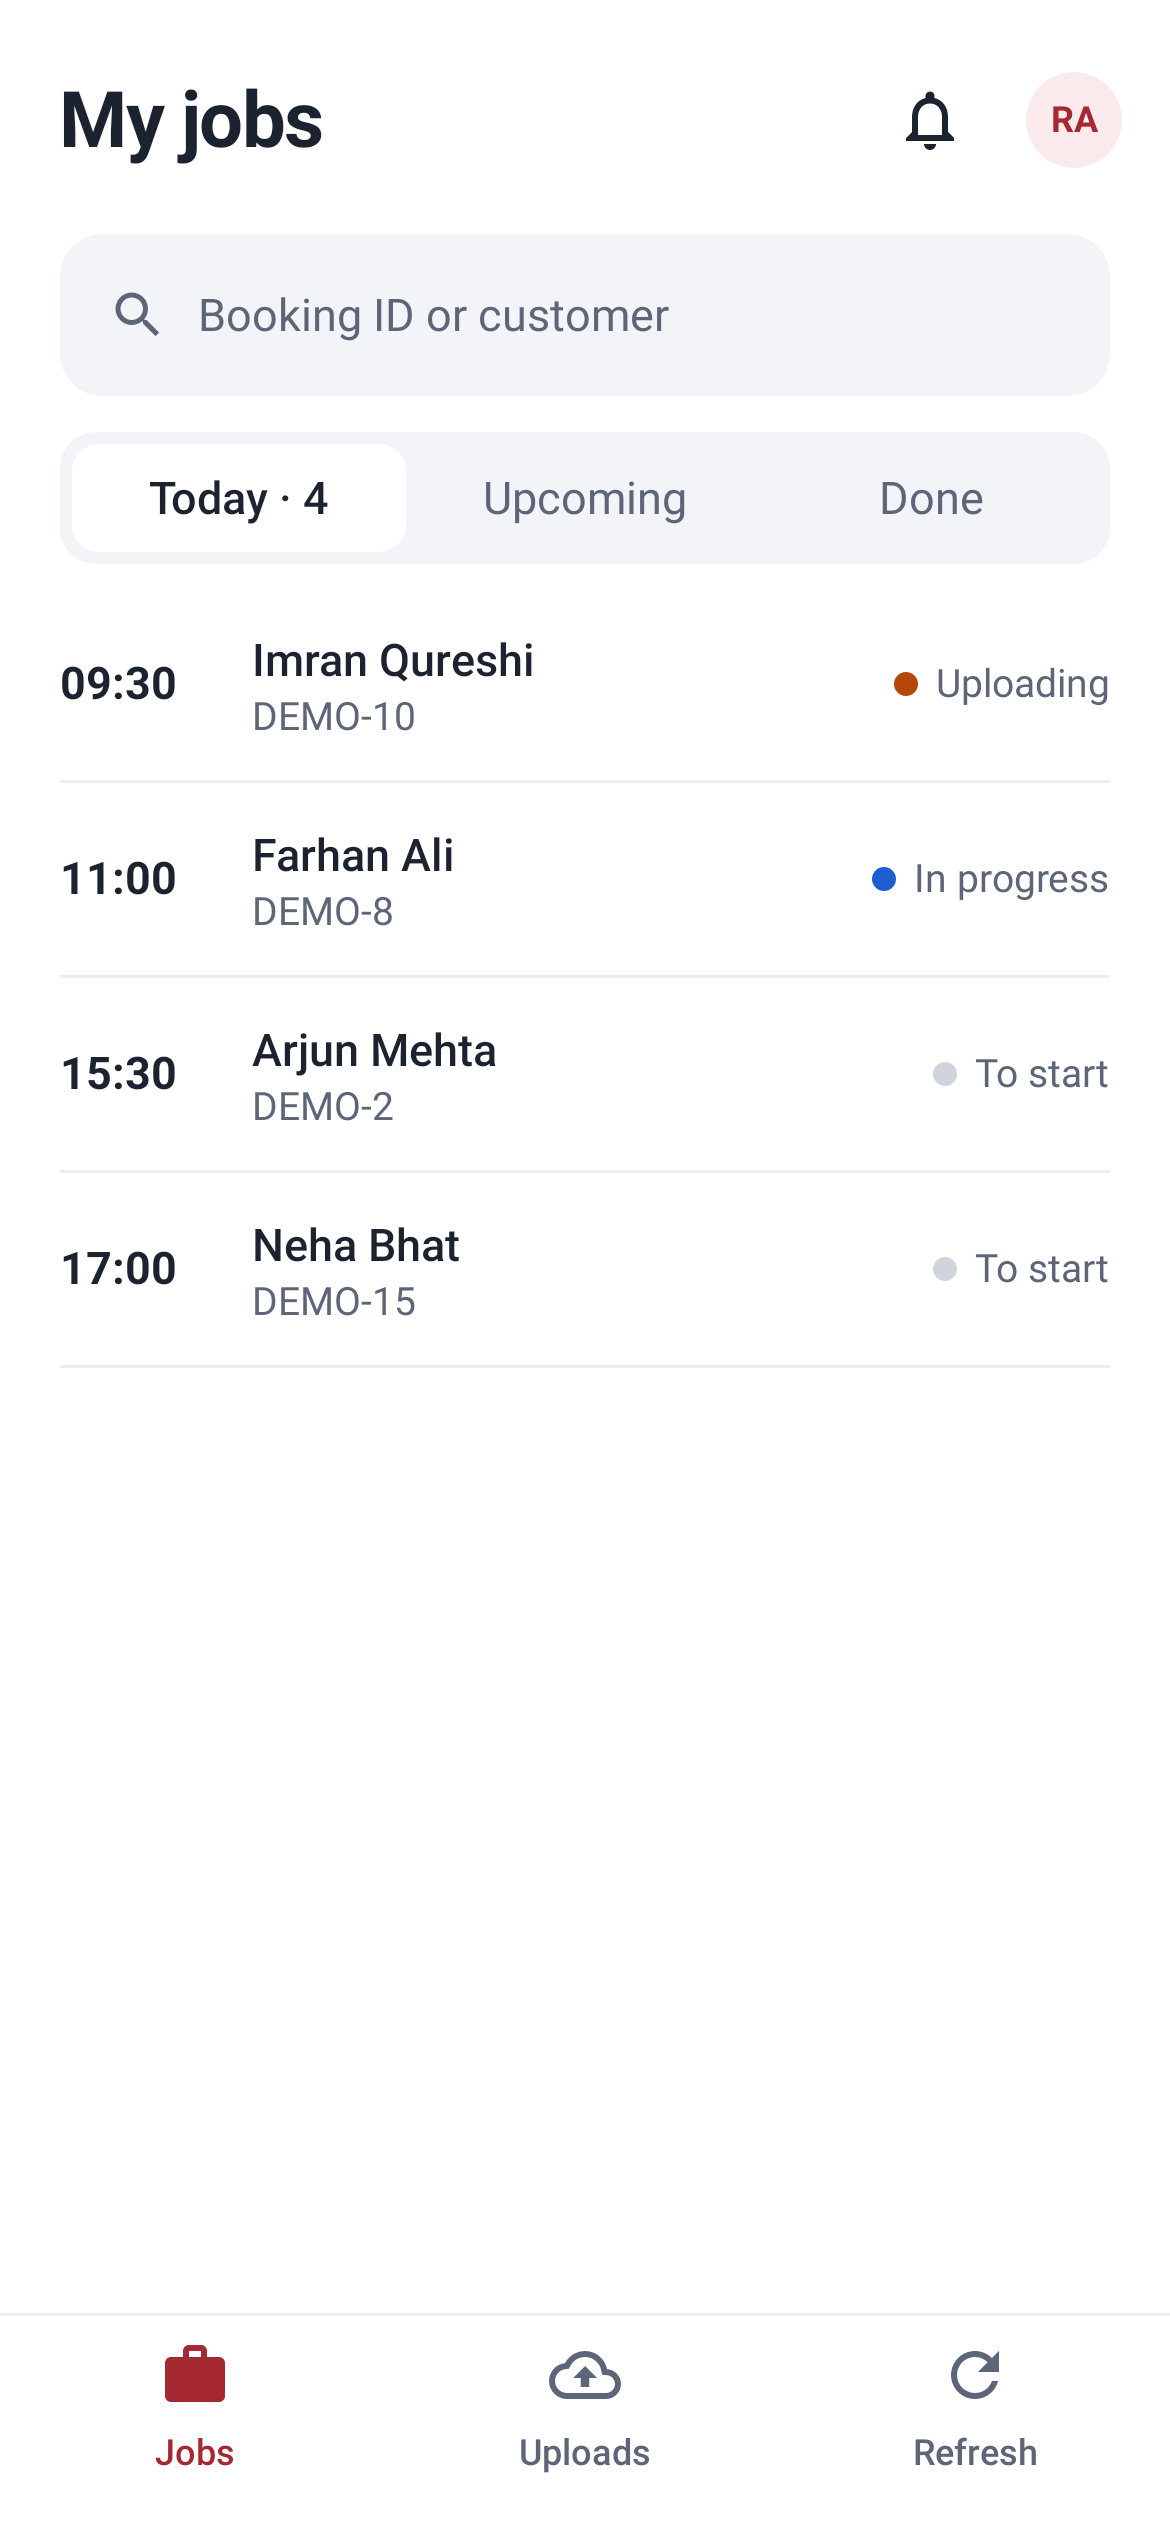 My jobs
RA
Booking ID or customer
Today · 4
Upcoming
Done
09:30
Imran Qureshi
DEMO-10
Uploading
11:00
Farhan Ali
DEMO-8
In progress
15:30
Arjun Mehta
DEMO-2
To start
17:00
Neha Bhat
DEMO-15
To start
Jobs
Uploads
Refresh